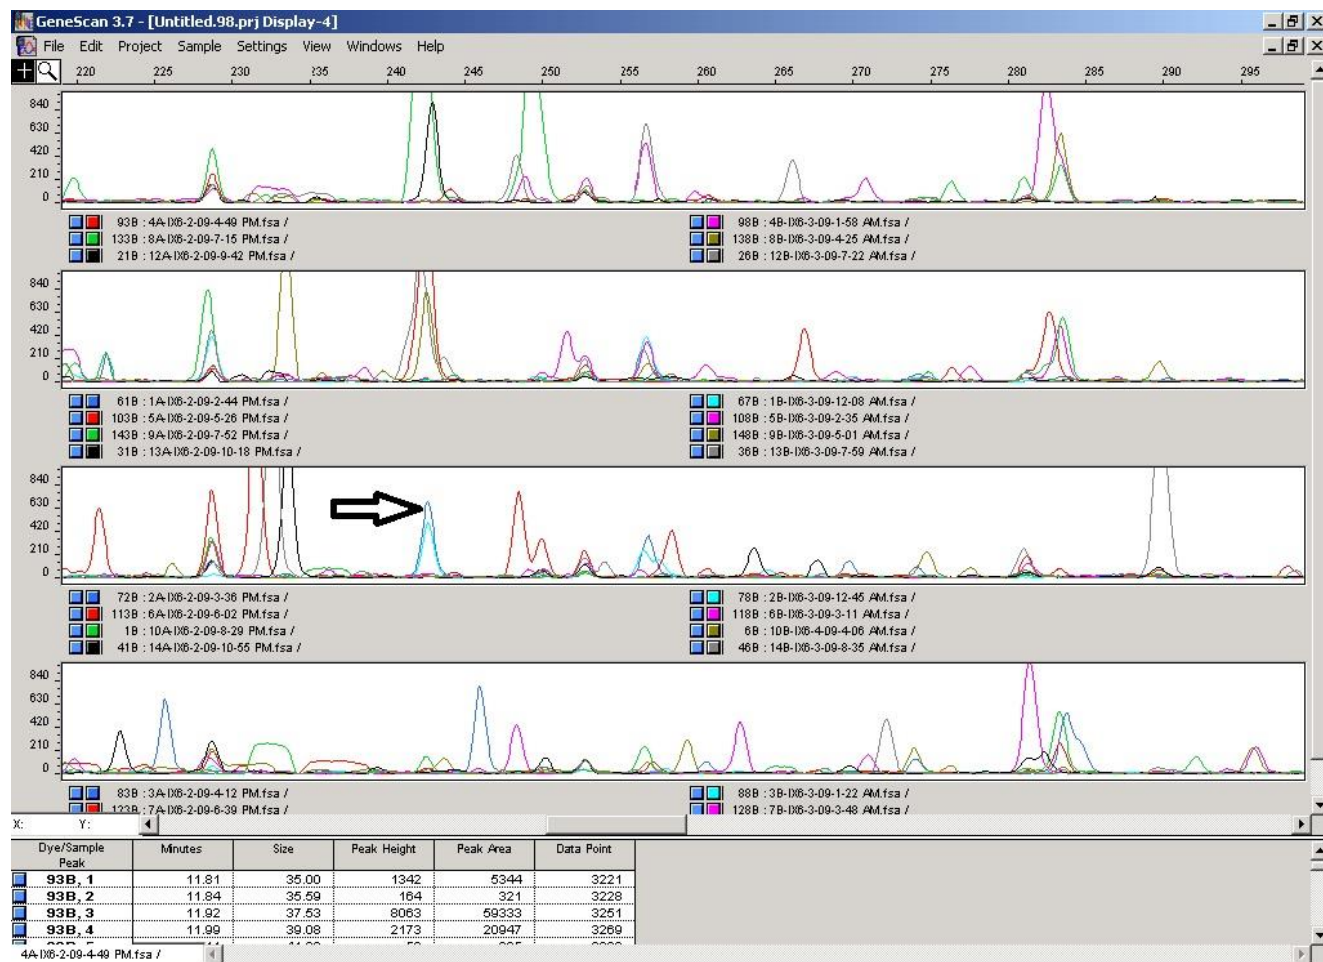 GeneScan 3.7 - [Untitled.98.prj Display-4]
File Edit Project Sample Settings View Windows Help
220 225 230 235 240 245 250 255 260 265 270 275 280 285 290 295
840
630
420
210
0
93B : 4A-IX6-2-09-4-49 PM.fsa / 98B : 4B-IX6-3-09-1-58 AM.fsa /
133B : 8A-IX6-2-09-7-15 PM.fsa / 138B : 8B-IX6-3-09-4-25 AM.fsa /
21B : 12A-IX6-2-09-9-42 PM.fsa / 26B : 12B-IX6-3-09-7-22 AM.fsa /
840
630
420
210
0
61B : 1A-IX6-2-09-2-44 PM.fsa / 67B : 1B-IX6-3-09-12-08 AM.fsa /
103B : 5A-IX6-2-09-5-26 PM.fsa / 108B : 5B-IX6-3-09-2-35 AM.fsa /
143B : 9A-IX6-2-09-7-52 PM.fsa / 148B : 9B-IX6-3-09-5-01 AM.fsa /
31B : 13A-IX6-2-09-10-18 PM.fsa / 36B : 13B-IX6-3-09-7-59 AM.fsa /
840
630
420
210
0
72B : 2A-IX6-2-09-3-36 PM.fsa / 78B : 2B-IX6-3-09-12-45 AM.fsa /
113B : 6A-IX6-2-09-6-02 PM.fsa / 118B : 6B-IX6-3-09-3-11 AM.fsa /
1B : 10A-IX6-2-09-8-29 PM.fsa / 6B : 10B-IX6-4-09-4-06 AM.fsa /
41B : 14A-IX6-2-09-10-55 PM.fsa / 46B : 14B-IX6-3-09-8-35 AM.fsa /
840
630
420
210
0
83B : 3A-IX6-2-09-4-12 PM.fsa / 88B : 3B-IX6-3-09-1-22 AM.fsa /
123B : 7A-IX6-2-09-6-39 PM.fsa / 128B : 7B-IX6-3-09-3-48 AM.fsa /
X: Y:
Dye/Sample Peak Minutes Size Peak Height Peak Area Data Point
93B, 1 11.81 35.00 1342 5344 3221
93B, 2 11.84 35.59 164 321 3228
93B, 3 11.92 37.53 8063 59333 3251
93B, 4 11.99 39.08 2173 20947 3269
4A-IX6-2-09-4-49 PM.fsa /